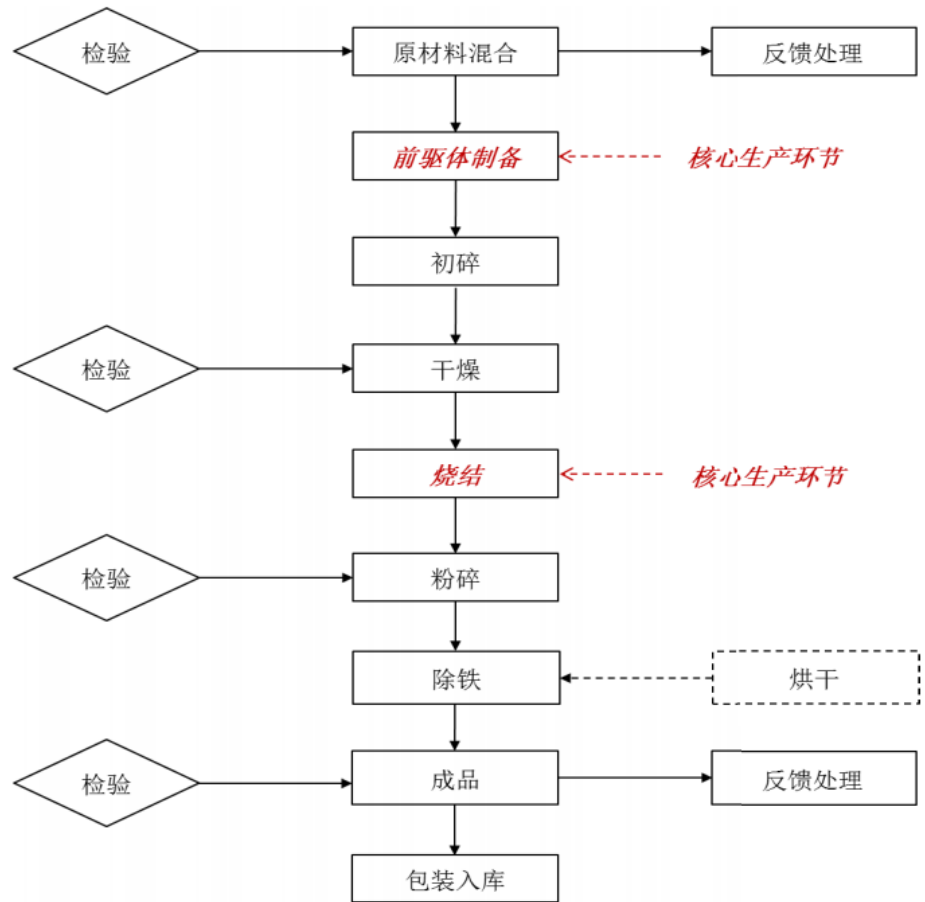 检验
原材料混合
反馈处理
前驱体制备
核心生产环节
初碎
检验
干燥
烧结
核心生产环节
检验
粉碎
除铁
烘干
检验
成品
反馈处理
包装入库